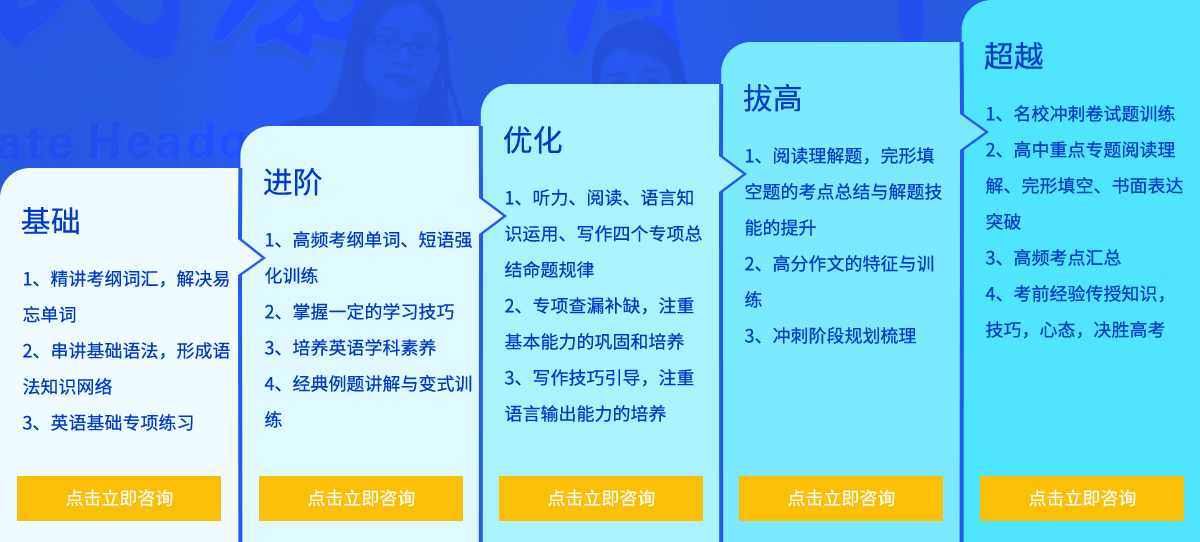 ate Head
基础
1、精讲考纲词汇，解决易
忘单词
2、串讲基础语法，形成语
法知识网络
3、英语基础专项练习
点击立即咨询
进阶
1、高频考纲单词、短语强
化训练
2、掌握一定的学习技巧
3、培养英语学科素养
4、经典例题讲解与变式训
练
点击立即咨询
优化
1、听力、阅读、语言知
识运用、写作四个专项总
结命题规律
2、专项查漏补缺，注重
基本能力的巩固和培养
3、写作技巧引导，注重
语言输出能力的培养
点击立即咨询
拔高
1、阅读理解题，完形填
空题的考点总结与解题技
能的提升
2、高分作文的特征与训
练
3、冲刺阶段规划梳理
点击立即咨询
超越
1、名校冲刺卷试题训练
2、高中重点专题阅读理
解、完形填空、书面表达
突破
3、高频考点汇总
4、考前经验传授知识，
技巧，心态，决胜高考
点击立即咨询